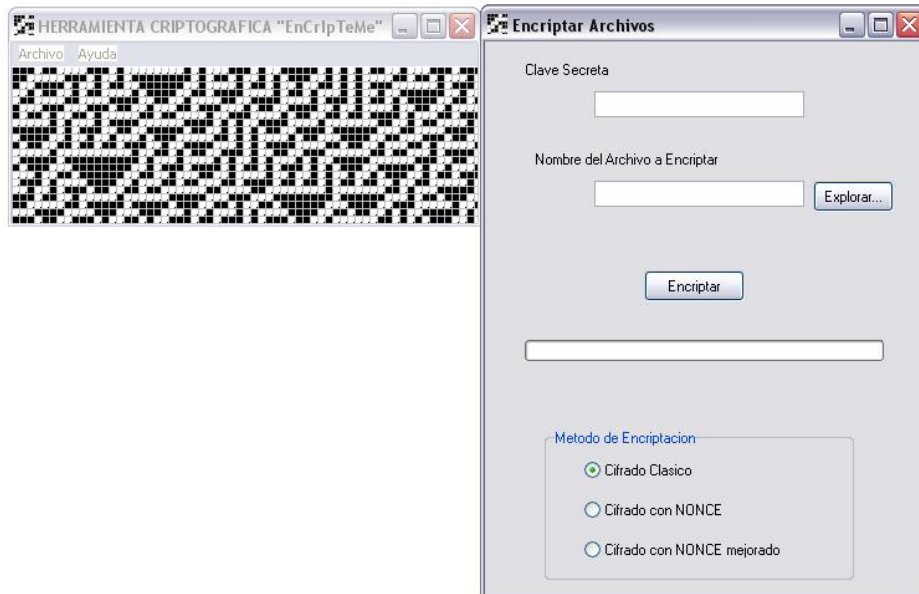 HERRAMIENTA CRIPTOGRAFICA "EnCrIpTeMe"
Archivo Ayuda
Encriptar Archivos
Clave Secreta
Nombre del Archivo a Encriptar
Explorar...
Encriptar
Metodo de Encriptacion
Cifrado Clasico
Cifrado con NONCE
Cifrado con NONCE mejorado